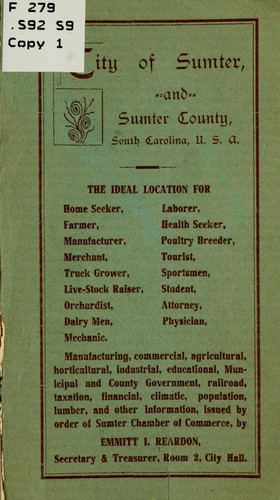 F 279
.S92 S9
Copy 1
City of Sumter,
and
Sumter County,
South Carolina, U. S. A.
THE IDEAL LOCATION FOR
Home Seeker, Laborer,
Farmer, Health Seeker,
Manufacturer, Poultry Breeder,
Merchant, Tourist,
Truck Grower, Sportsmen,
Live-Stock Raiser, Student,
Orchardist, Attorney,
Dairy Men, Physician,
Mechanic.
Manufacturing, commercial, agricultural,
horticultural, industrial, educational, Mun-
icipal and County Government, railroad,
taxation, financial, climatic, population,
lumber, and other information, issued by
order of Sumter Chamber of Commerce, by
EMMITT I. REARDON,
Secretary & Treasurer, Room 2, City Hall.